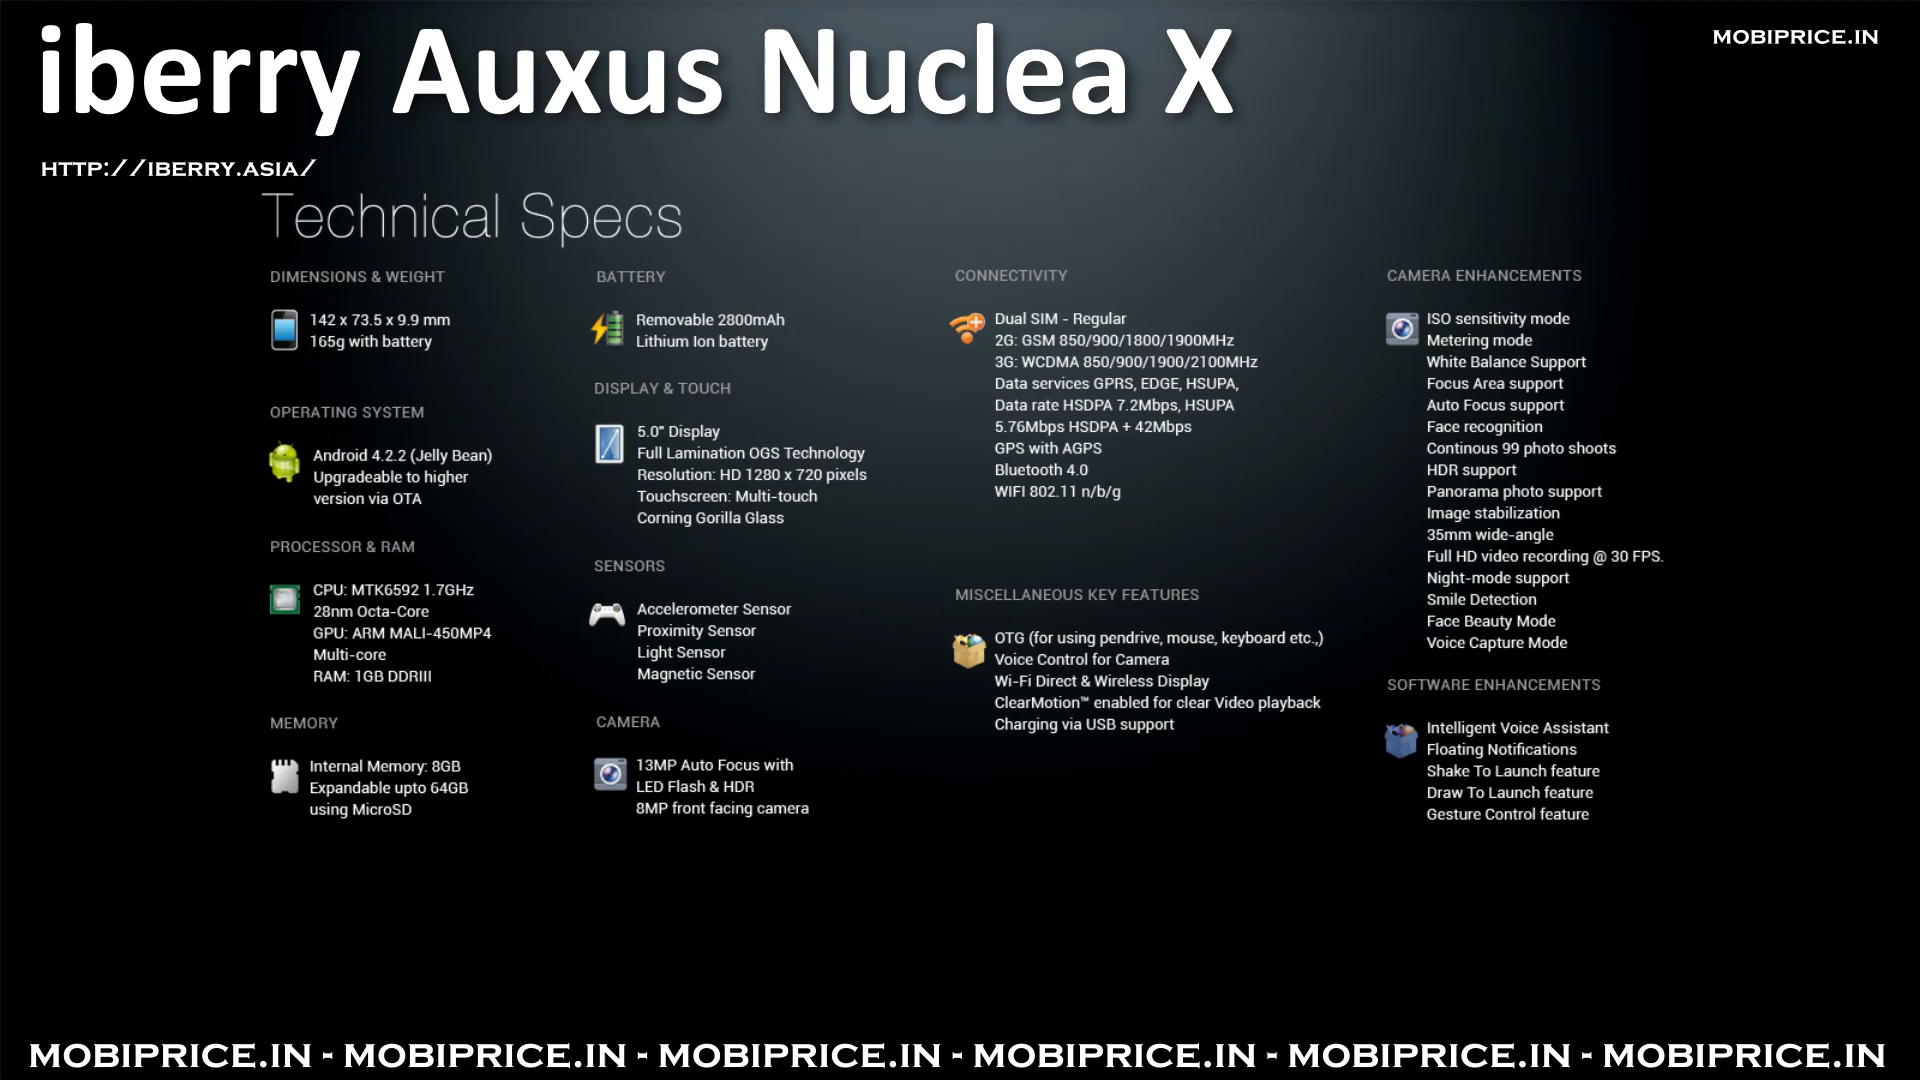 iberry Auxus Nuclea X
MOBIPRICE.IN
HTTP://IBERRY.ASIA/
Technical Specs
DIMENSIONS & WEIGHT
142 x 73.5 x 9.9 mm
165g with battery
OPERATING SYSTEM
Android 4.2.2 (Jelly Bean)
Upgradeable to higher
version via OTA
PROCESSOR & RAM
CPU: MTK6592 1.7GHz
28nm Octa-Core
GPU: ARM MALI-450MP4
Multi-core
RAM: 1GB DDRIII
MEMORY
Internal Memory: 8GB
Expandable upto 64GB
using MicroSD
BATTERY
Removable 2800mAh
Lithium Ion battery
DISPLAY & TOUCH
5.0" Display
Full Lamination OGS Technology
Resolution: HD 1280 x 720 pixels
Touchscreen: Multi-touch
Corning Gorilla Glass
SENSORS
Accelerometer Sensor
Proximity Sensor
Light Sensor
Magnetic Sensor
CAMERA
13MP Auto Focus with
LED Flash & HDR
8MP front facing camera
CONNECTIVITY
Dual SIM - Regular
2G: GSM 850/900/1800/1900MHz
3G: WCDMA 850/900/1900/2100MHz
Data services GPRS, EDGE, HSUPA,
Data rate HSDPA 7.2Mbps, HSUPA
5.76Mbps HSDPA + 42Mbps
GPS with AGPS
Bluetooth 4.0
WIFI 802.11 n/b/g
MISCELLANEOUS KEY FEATURES
OTG (for using pendrive, mouse, keyboard etc.,)
Voice Control for Camera
Wi-Fi Direct & Wireless Display
ClearMotion™ enabled for clear Video playback
Charging via USB support
CAMERA ENHANCEMENTS
ISO sensitivity mode
Metering mode
White Balance Support
Focus Area support
Auto Focus support
Face recognition
Continous 99 photo shoots
HDR support
Panorama photo support
Image stabilization
35mm wide-angle
Full HD video recording @ 30 FPS.
Night-mode support
Smile Detection
Face Beauty Mode
Voice Capture Mode
SOFTWARE ENHANCEMENTS
Intelligent Voice Assistant
Floating Notifications
Shake To Launch feature
Draw To Launch feature
Gesture Control feature
MOBIPRICE.IN - MOBIPRICE.IN - MOBIPRICE.IN - MOBIPRICE.IN - MOBIPRICE.IN - MOBIPRICE.IN